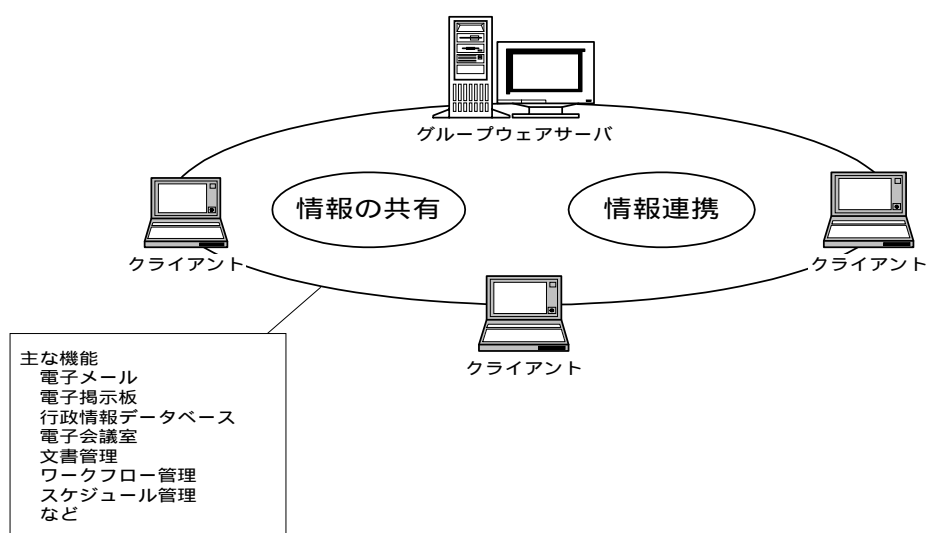 グループウェアサーバ
情報の共有
情報連携
クライアント
クライアント
クライアント
主な機能
電子メール
電子掲示板
行政情報データベース
電子会議室
文書管理
ワークフロー管理
スケジュール管理
など